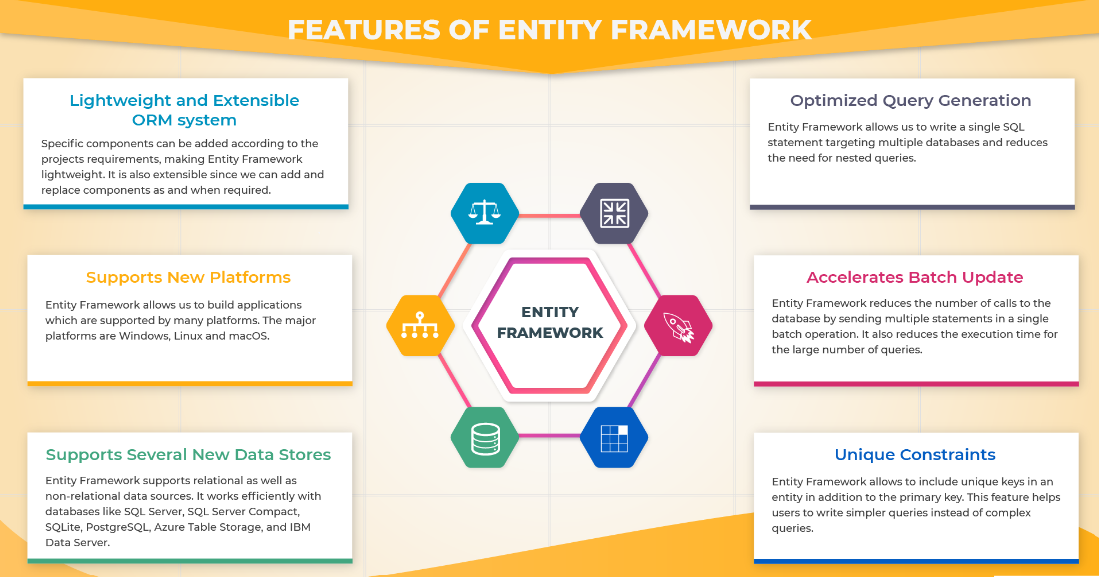 FEATURES OF ENTITY FRAMEWORK
Lightweight and Extensible
ORM system
Specific components can be added according to the
projects requirements, making Entity Framework
lightweight. It is also extensible since we can add and
replace components as and when required.
Supports New Platforms
Entity Framework allows us to build applications
which are supported by many platforms. The major
platforms are Windows, Linux and macOS.
Supports Several New Data Stores
Entity Framework supports relational as well as
non-relational data sources. It works efficiently with
databases like SQL Server, SQL Server Compact,
SQLite, PostgreSQL, Azure Table Storage, and IBM
Data Server.
ENTITY
FRAMEWORK
Optimized Query Generation
Entity Framework allows us to write a single SQL
statement targeting multiple databases and reduces
the need for nested queries.
Accelerates Batch Update
Entity Framework reduces the number of calls to the
database by sending multiple statements in a single
batch operation. It also reduces the execution time for
the large number of queries.
Unique Constraints
Entity Framework allows to include unique keys in an
entity in addition to the primary key. This feature helps
users to write simpler queries instead of complex
queries.